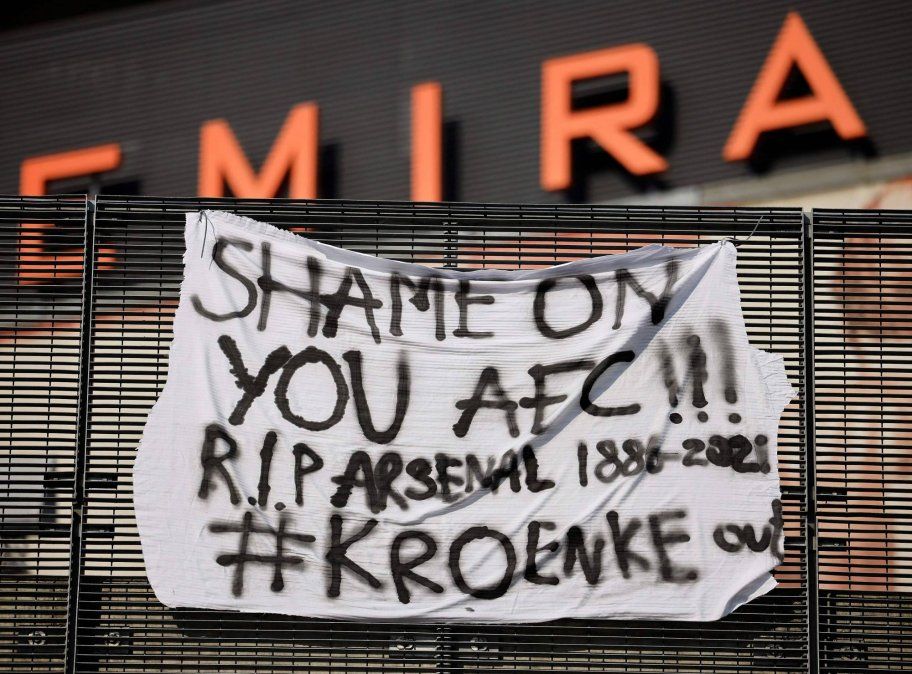 EMIRA
SHAME ON
YOU AFC!!!
R.I.P ARSENAL 1886-2021
#KROENKE out